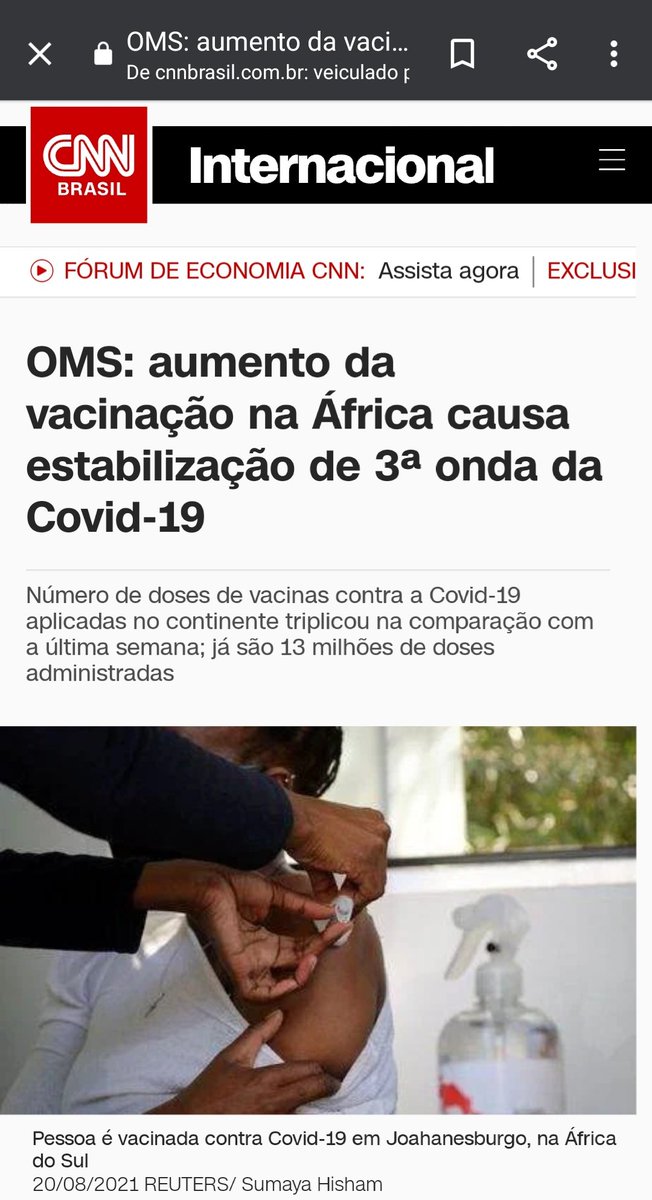 OMS: aumento da vaci...
De cnnbrasil.com.br: veiculado p
CNN
BRASIL
Internacional
FÓRUM DE ECONOMIA CNN: Assista agora | EXCLUSI
OMS: aumento da
vacinação na África causa
estabilização de 3ª onda da
Covid-19
Número de doses de vacinas contra a Covid-19
aplicadas no continente triplicou na comparação com
a última semana; já são 13 milhões de doses
administradas
Pessoa é vacinada contra Covid-19 em Joahanesburgo, na África
do Sul
20/08/2021 REUTERS/ Sumaya Hisham